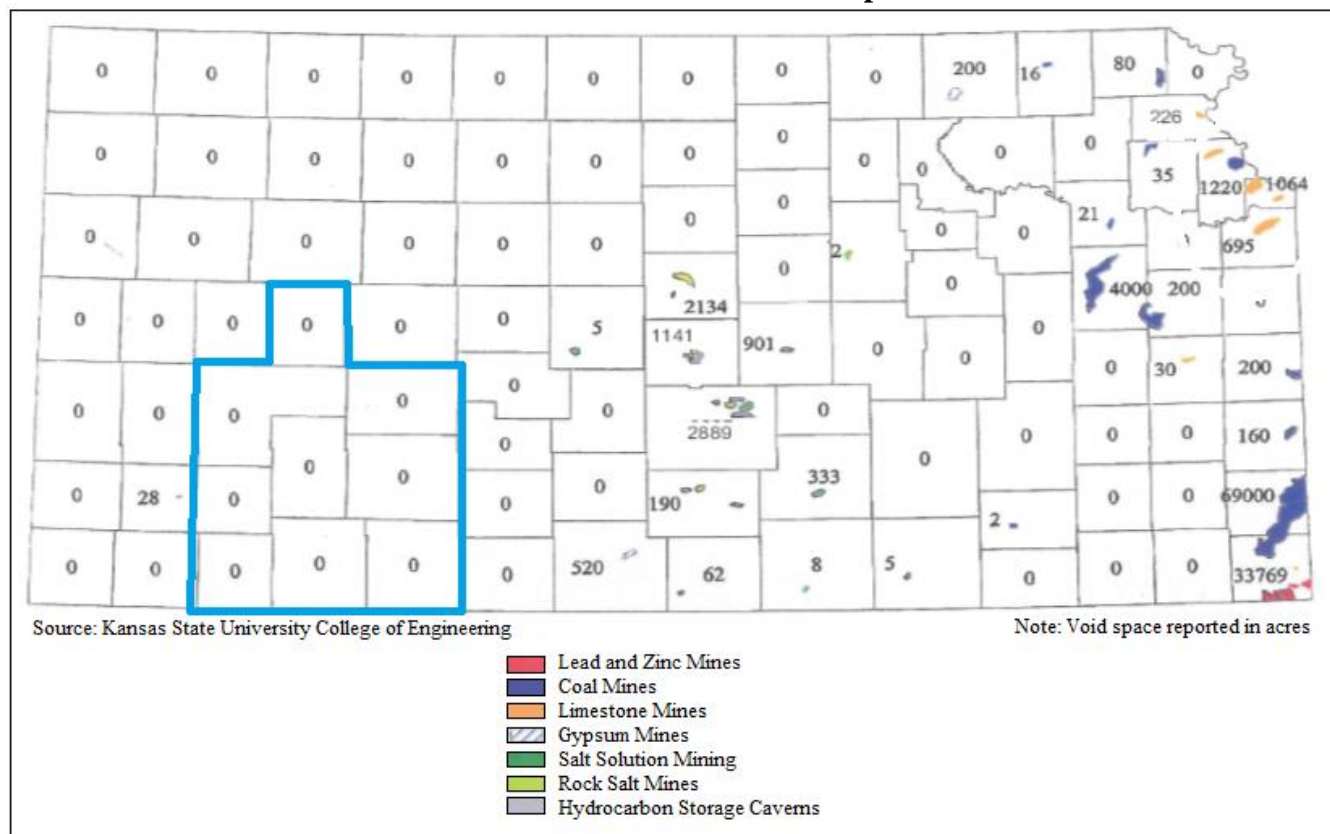 0 0 0 0 0 0 0 0 0 200 16 80 0
226
0 0 0 0 0 0 0 0 0 0 0 0 35 1220 1064
0 0 0 0 0 0 0 0 2 0 0 21 695
0 0 0 0 0 0 5 2134 0 4000 200
1141 901 0 0 0 0 30 200
0 0 0 0 0 0 2889 0 0 0 0 160
0 0 333 0
0 28 0 0 0 0 190 2 0 0 69000
0 0 0 0 0 0 520 62 8 5 0 0 0 33769
Source: Kansas State University College of Engineering
Note: Void space reported in acres
Lead and Zinc Mines
Coal Mines
Limestone Mines
Gypsum Mines
Salt Solution Mining
Rock Salt Mines
Hydrocarbon Storage Caverns